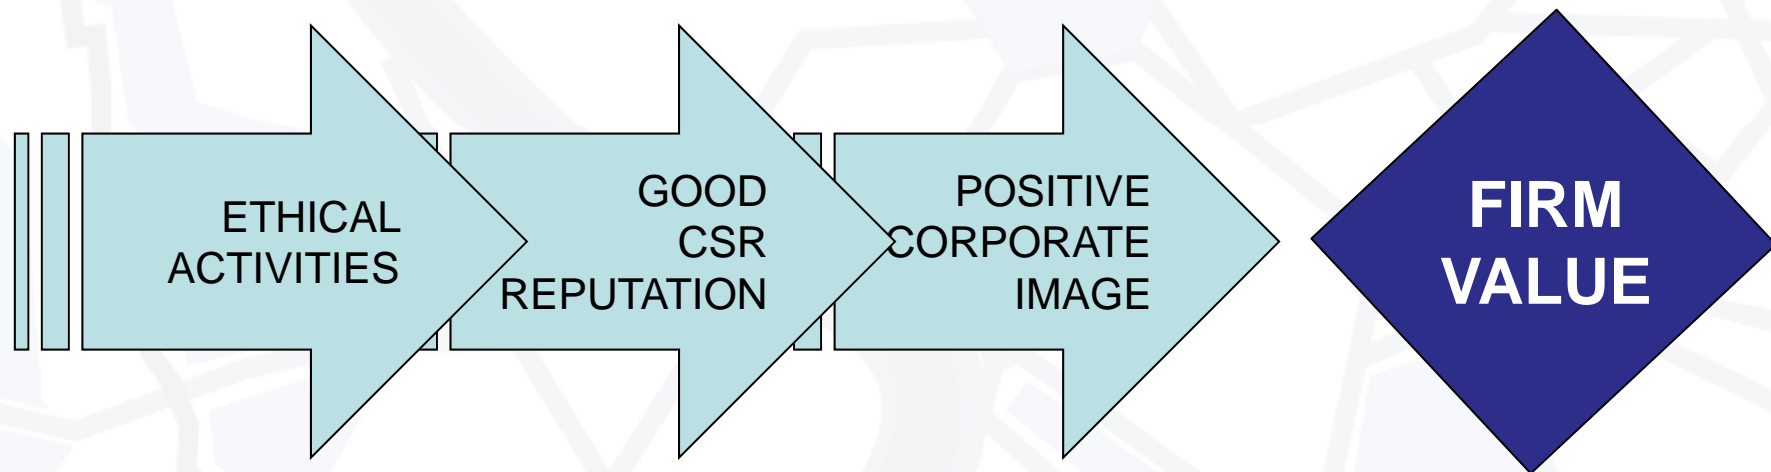 ETHICAL
ACTIVITIES
GOOD
CSR
REPUTATION
POSITIVE
CORPORATE
IMAGE
FIRM
VALUE